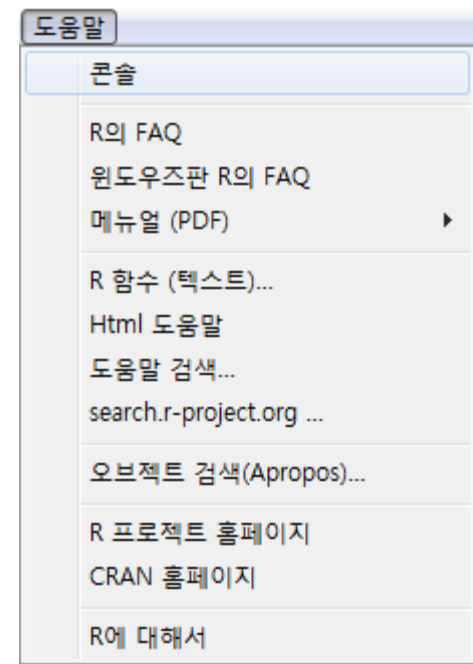 도움말
콘솔
R의 FAQ
윈도우즈판 R의 FAQ
메뉴얼 (PDF)
R 함수 (텍스트)...
Html 도움말
도움말 검색...
search.r-project.org ...
오브젝트 검색(Apropos)...
R 프로젝트 홈페이지
CRAN 홈페이지
R에 대해서